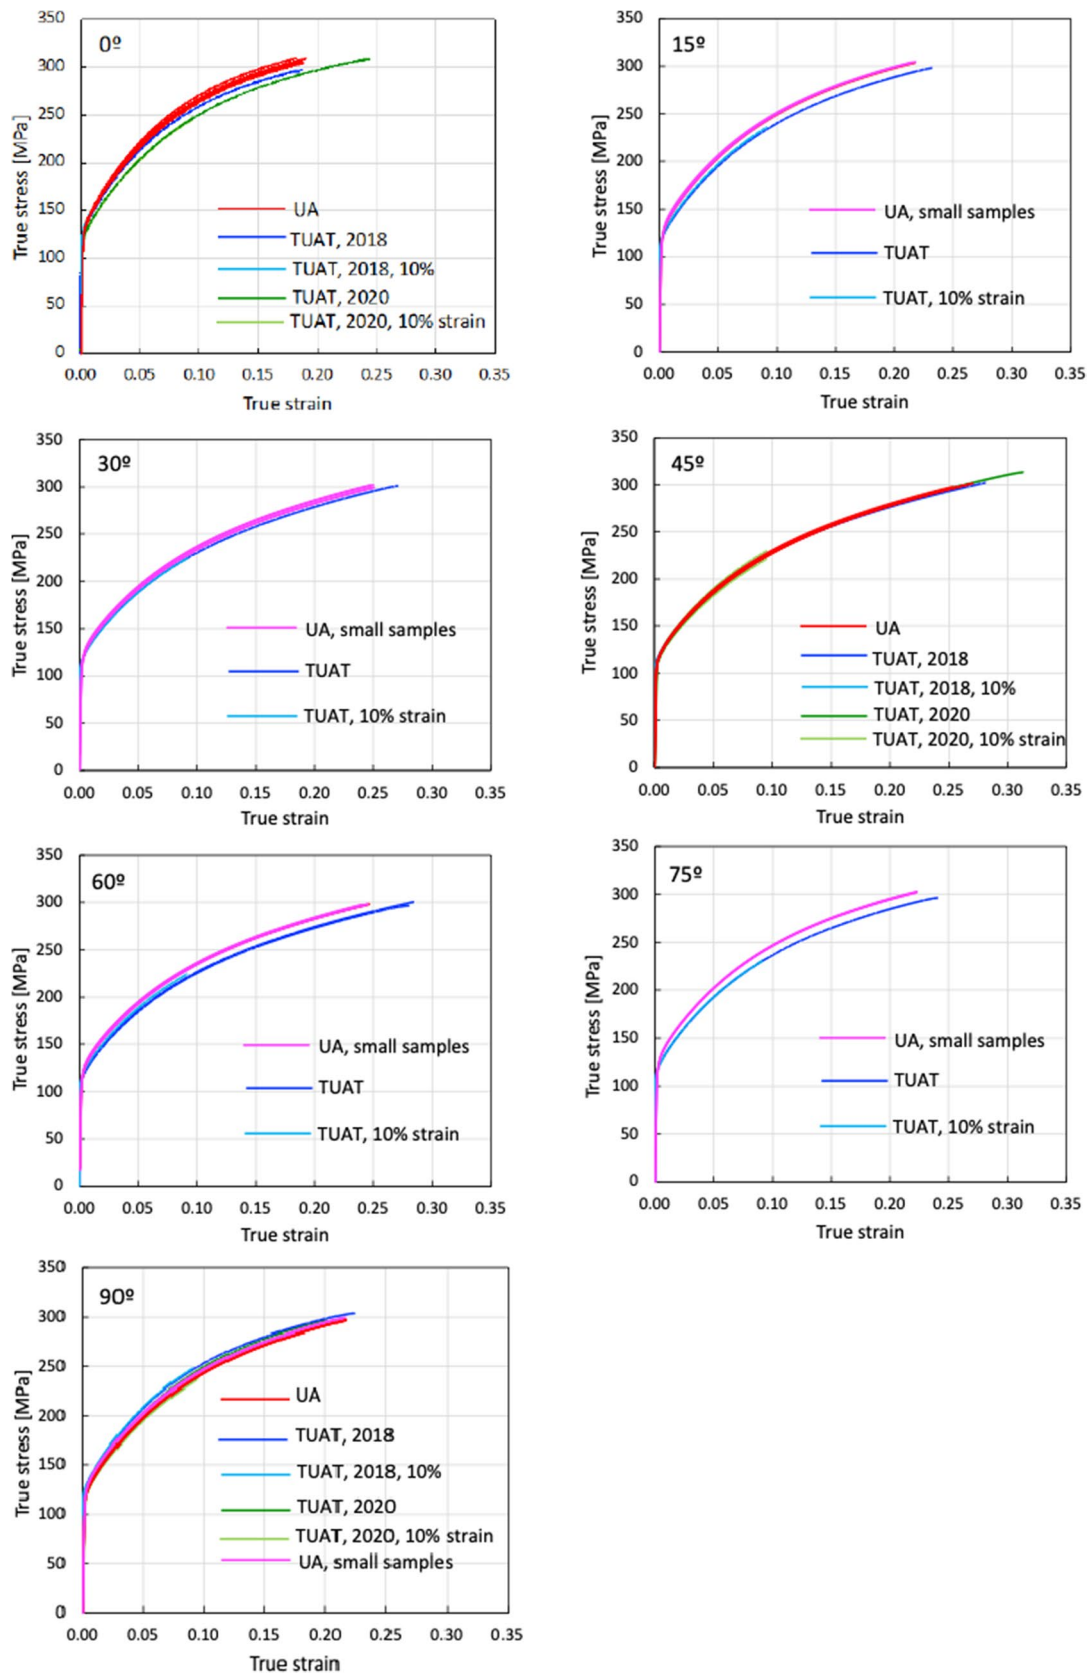 0º
350
300
250
200
150
100
50
0
True stress [MPa]
UA
TUAT, 2018
TUAT, 2018, 10%
TUAT, 2020
TUAT, 2020, 10% strain
0.00 0.05 0.10 0.15 0.20 0.25 0.30 0.35
True strain
15º
350
300
250
200
150
100
50
0
True stress [MPa]
UA, small samples
TUAT
TUAT, 10% strain
0.00 0.05 0.10 0.15 0.20 0.25 0.30 0.35
True strain
30º
350
300
250
200
150
100
50
0
True stress [MPa]
UA, small samples
TUAT
TUAT, 10% strain
0.00 0.05 0.10 0.15 0.20 0.25 0.30 0.35
True strain
45º
350
300
250
200
150
100
50
0
True stress [MPa]
UA
TUAT, 2018
TUAT, 2018, 10%
TUAT, 2020
TUAT, 2020, 10% strain
0.00 0.05 0.10 0.15 0.20 0.25 0.30 0.35
True strain
60º
350
300
250
200
150
100
50
0
True stress [MPa]
UA, small samples
TUAT
TUAT, 10% strain
0.00 0.05 0.10 0.15 0.20 0.25 0.30 0.35
True strain
75º
350
300
250
200
150
100
50
0
True stress [MPa]
UA, small samples
TUAT
TUAT, 10% strain
0.00 0.05 0.10 0.15 0.20 0.25 0.30 0.35
True strain
90º
350
300
250
200
150
100
50
0
True stress [MPa]
UA
TUAT, 2018
TUAT, 2018, 10%
TUAT, 2020
TUAT, 2020, 10% strain
UA, small samples
0.00 0.05 0.10 0.15 0.20 0.25 0.30 0.35
True strain